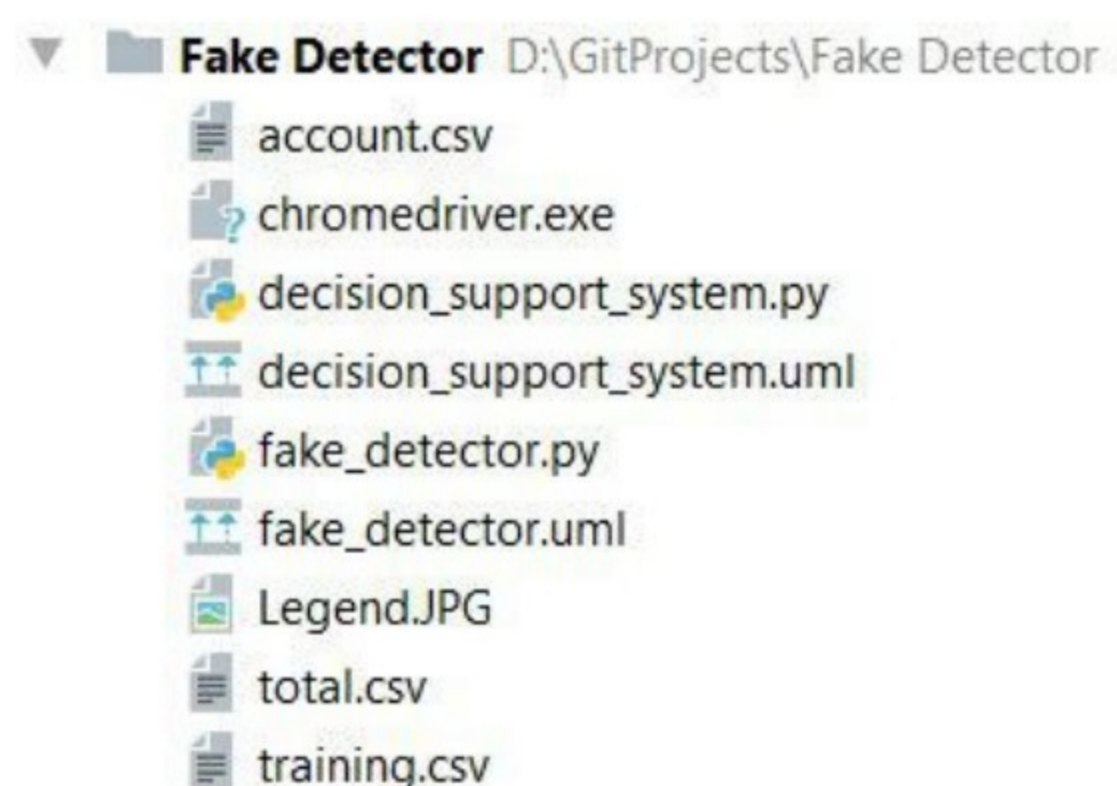 Fake Detector D:\GitProjects\Fake Detector
account.csv
chromedriver.exe
decision_support_system.py
decision_support_system.uml
fake_detector.py
fake_detector.uml
Legend.JPG
total.csv
training.csv